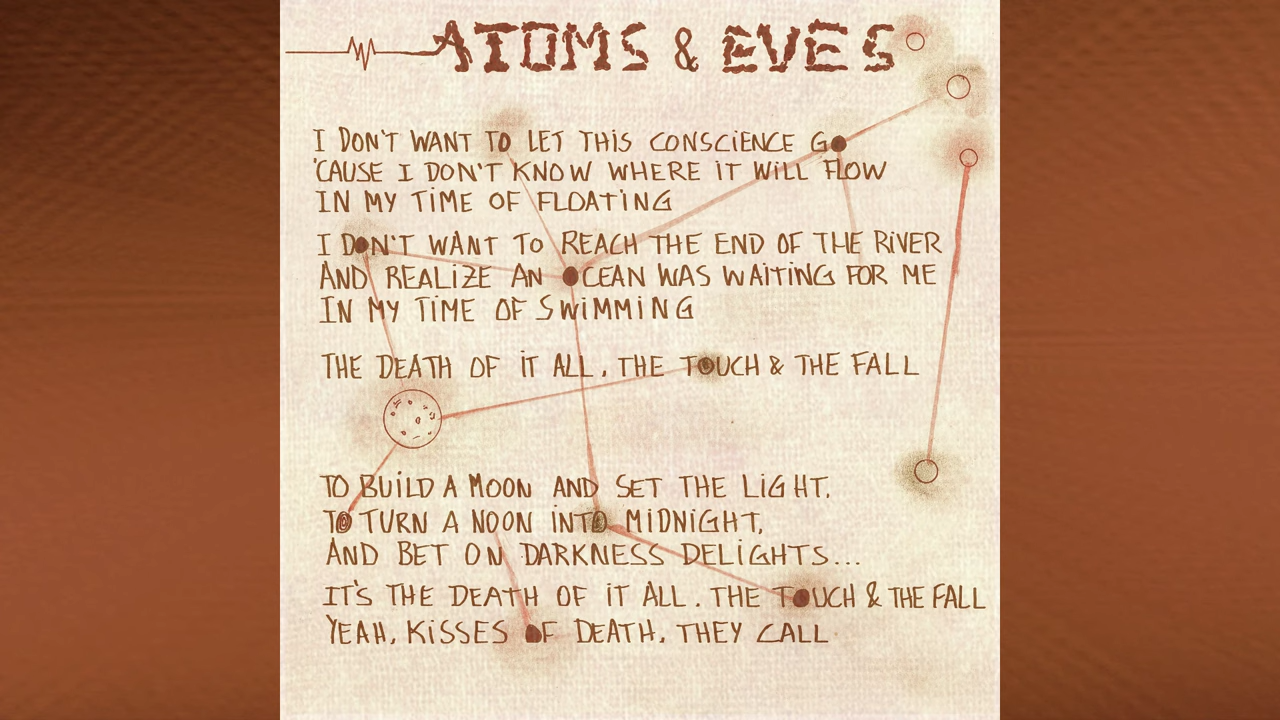 ATOMS & EVES
I DON'T WANT TO LET THIS CONSCIENCE GO
'CAUSE I DON'T KNOW WHERE IT WILL FLOW
IN MY TIME OF FLOATING
I DON'T WANT TO REACH THE END OF THE RIVER
AND REALIZE AN OCEAN WAS WAITING FOR ME
IN MY TIME OF SWIMMING
THE DEATH OF IT ALL, THE TOUCH & THE FALL
TO BUILD A MOON AND SET THE LIGHT,
TO TURN A NOON INTO MIDNIGHT,
AND BET ON DARKNESS DELIGHTS...
IT'S THE DEATH OF IT ALL, THE TOUCH & THE FALL
YEAH, KISSES OF DEATH, THEY CALL